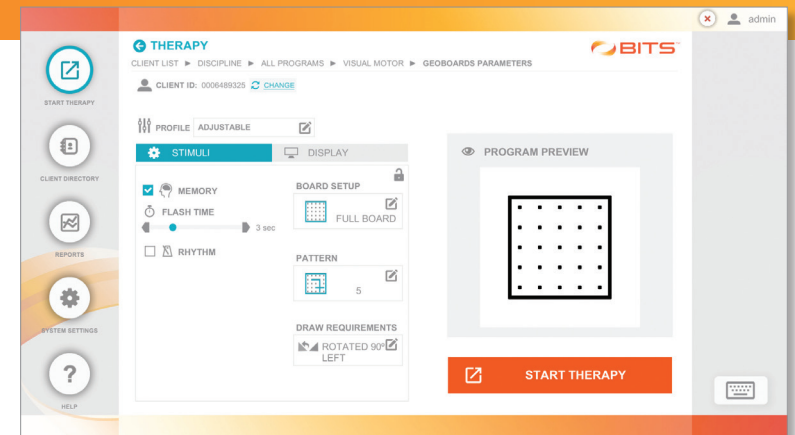 admin
THERAPY
BITS
CLIENT LIST ► DISCIPLINE ► ALL PROGRAMS ► VISUAL MOTOR ► GEOBOARDS PARAMETERS
CLIENT ID: 0006489325 CHANGE
START THERAPY
PROFILE ADJUSTABLE
STIMULI DISPLAY
PROGRAM PREVIEW
CLIENT DIRECTORY
MEMORY
BOARD SETUP
FULL BOARD
FLASH TIME
3 sec
RHYTHM
REPORTS
PATTERN
5
SYSTEM SETTINGS
DRAW REQUIREMENTS
ROTATED 90º
LEFT
START THERAPY
?
HELP